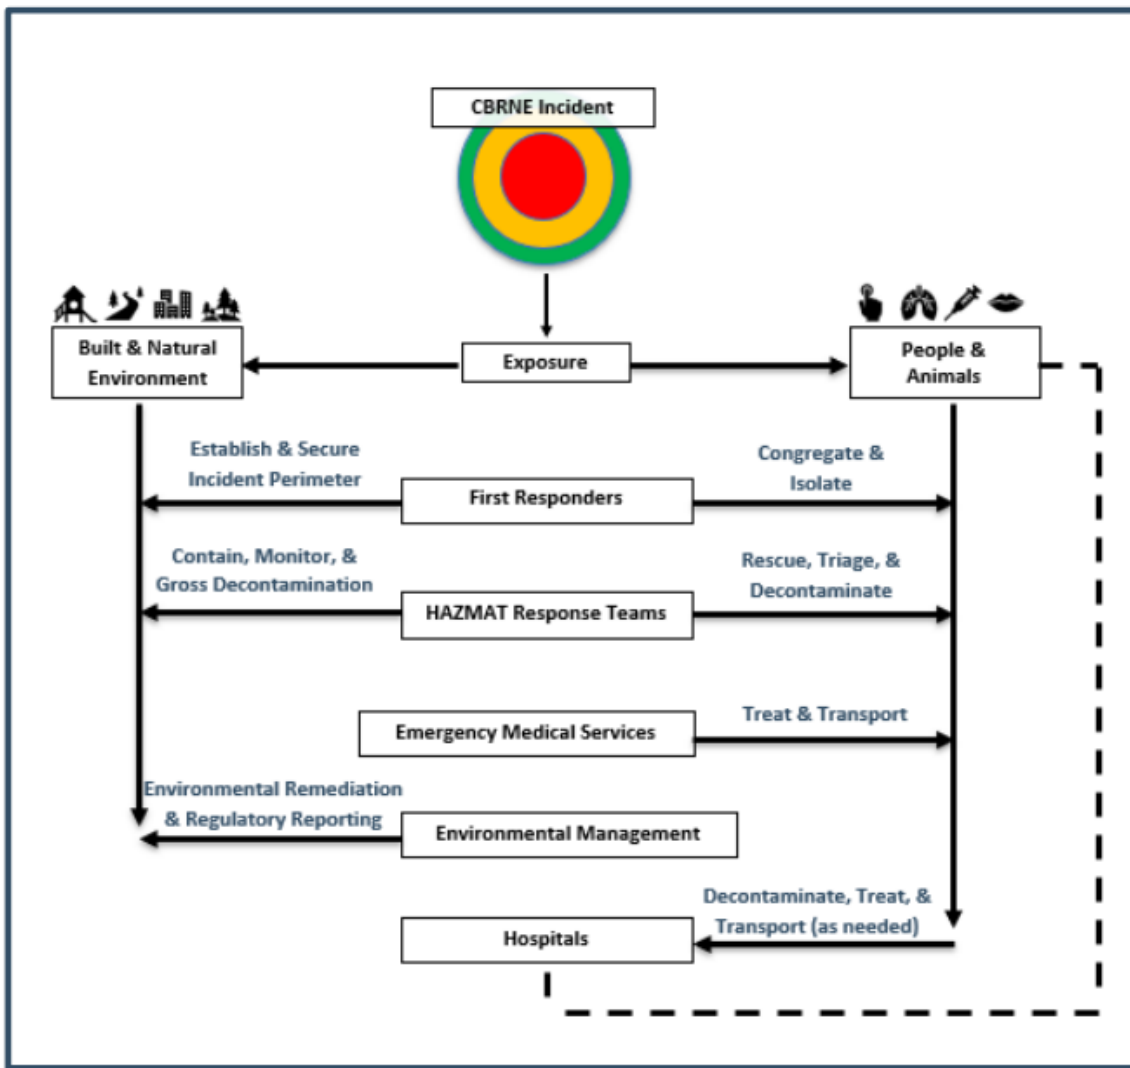 CBRNE Incident
Built & Natural
Environment
Exposure
People &
Animals
Establish & Secure
Incident Perimeter
First Responders
Congregate &
Isolate
Contain, Monitor, &
Gross Decontamination
HAZMAT Response Teams
Rescue, Triage, &
Decontaminate
Emergency Medical Services
Treat & Transport
Environmental Remediation
& Regulatory Reporting
Environmental Management
Decontaminate, Treat, &
Transport (as needed)
Hospitals